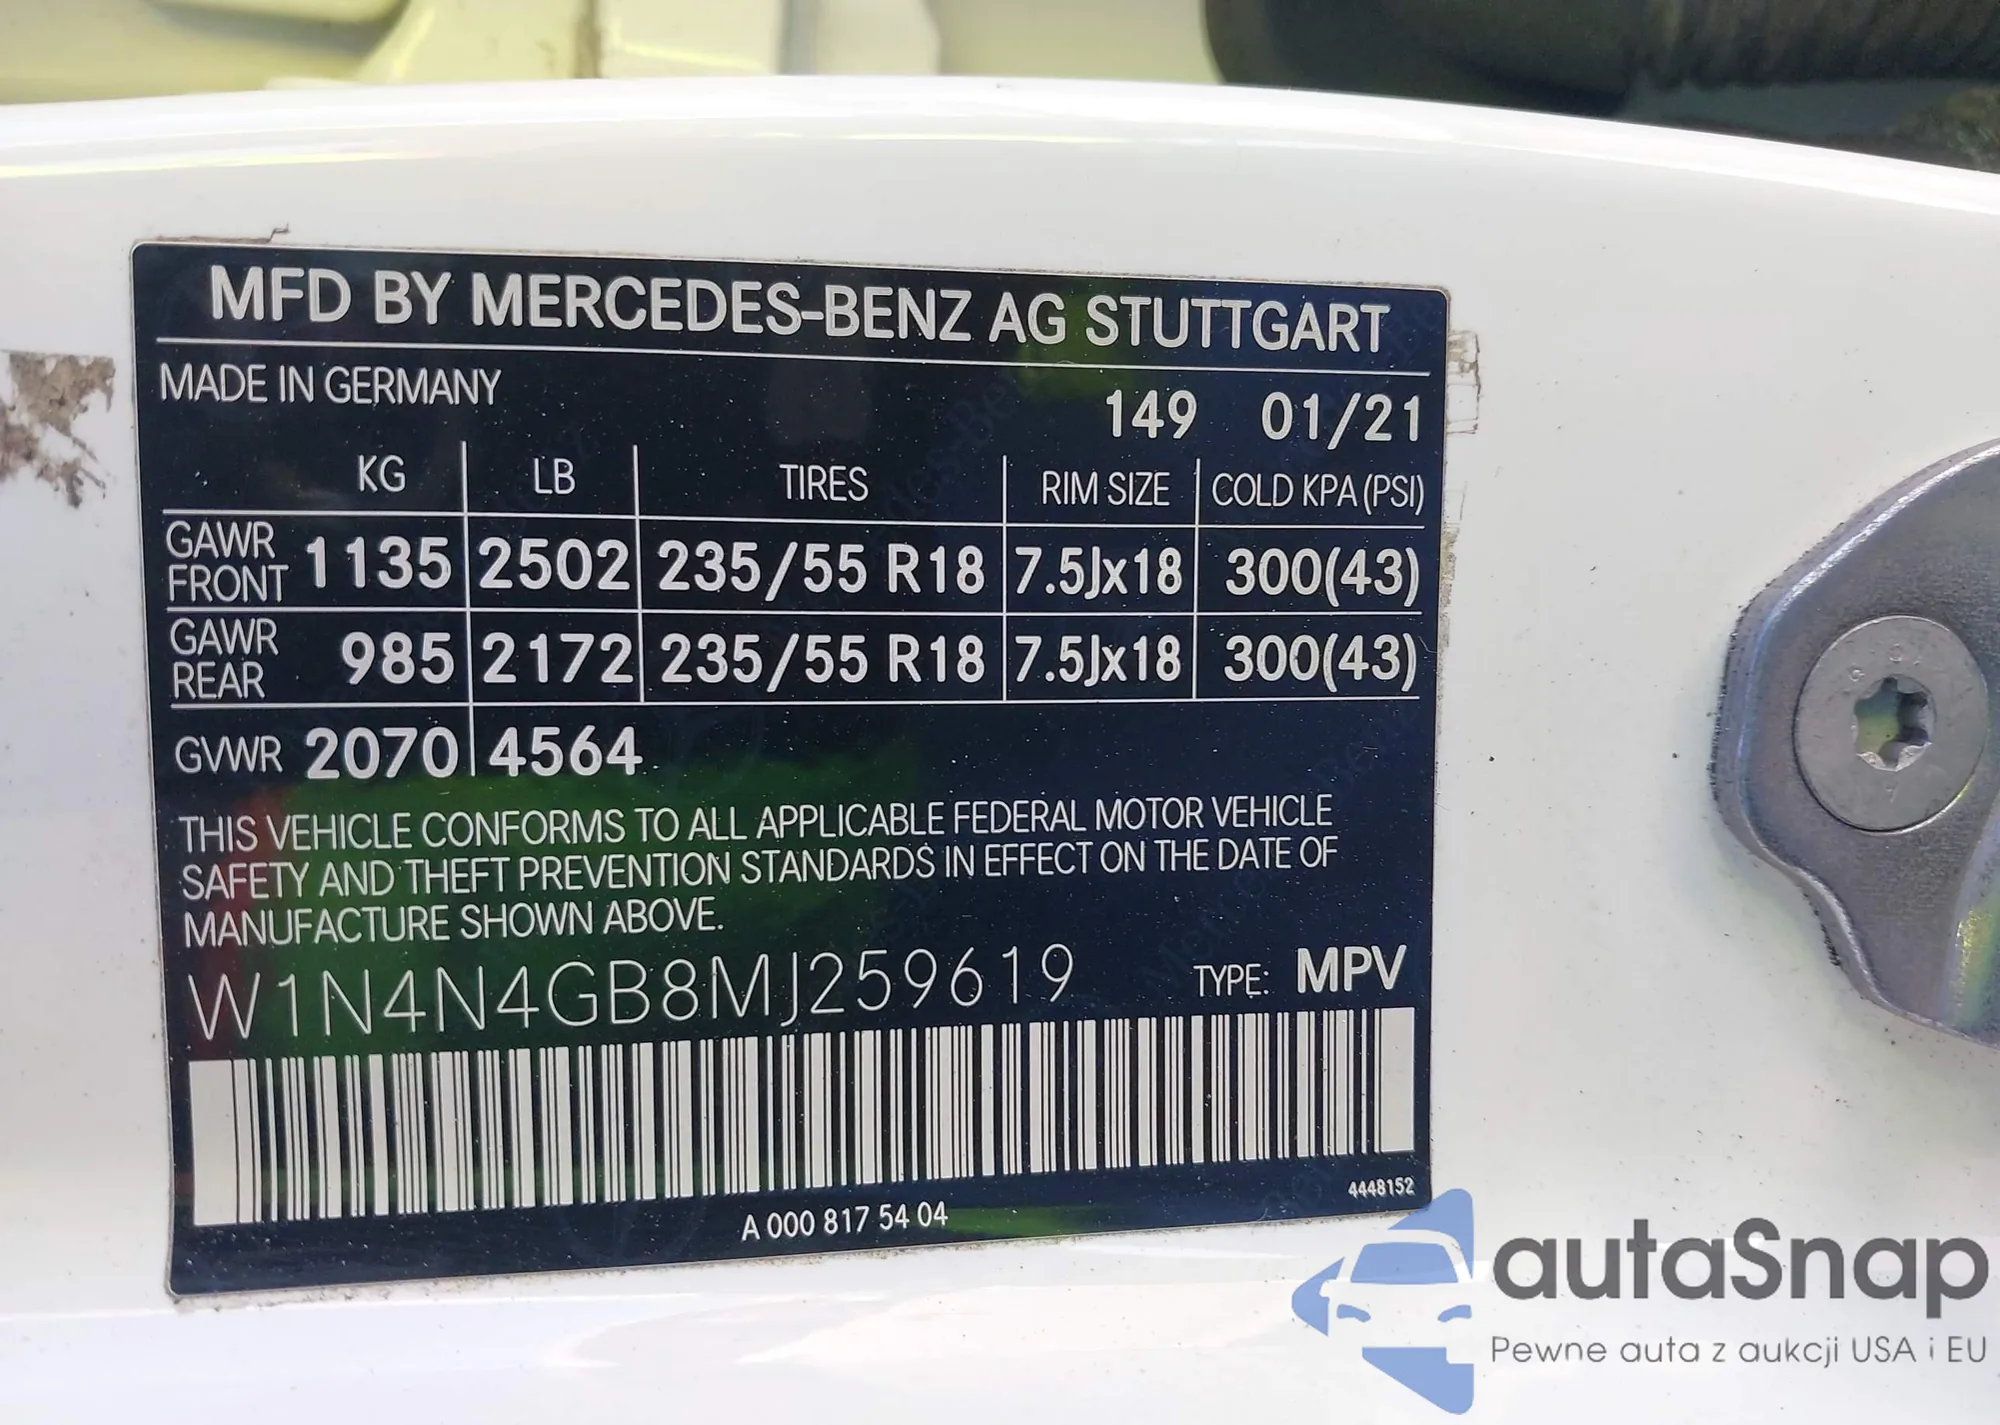 MFD BY MERCEDES-BENZ AG STUTTGART
MADE IN GERMANY
149 01/21
KG LB TIRES RIM SIZE COLD KPA (PSI)
GAWR FRONT 1135 2502 235/55 R18 7.5Jx18 300(43)
GAWR REAR 985 2172 235/55 R18 7.5Jx18 300(43)
GVWR 2070 4564
THIS VEHICLE CONFORMS TO ALL APPLICABLE FEDERAL MOTOR VEHICLE
SAFETY AND THEFT PREVENTION STANDARDS IN EFFECT ON THE DATE OF
MANUFACTURE SHOWN ABOVE.
W1N4N4GB8MJ259619 TYPE: MPV
4448152
A 000 817 54 04
autaSnap
Pewne auta z aukcji USA i EU